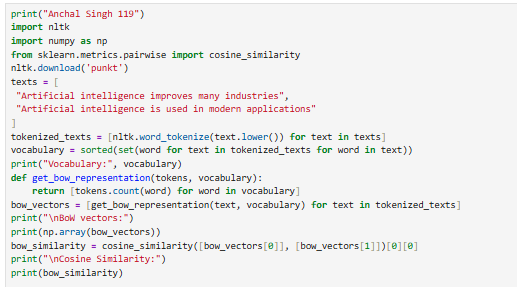 print("Anchal Singh 119")
import nltk
import numpy as np
from sklearn.metrics.pairwise import cosine_similarity
nltk.download('punkt')
texts = [
 "Artificial intelligence improves many industries",
 "Artificial intelligence is used in modern applications"
]
tokenized_texts = [nltk.word_tokenize(text.lower()) for text in texts]
vocabulary = sorted(set(word for text in tokenized_texts for word in text))
print("Vocabulary:", vocabulary)
def get_bow_representation(tokens, vocabulary):
    return [tokens.count(word) for word in vocabulary]
bow_vectors = [get_bow_representation(text, vocabulary) for text in tokenized_texts]
print("\nBoW vectors:")
print(np.array(bow_vectors))
bow_similarity = cosine_similarity([bow_vectors[0]], [bow_vectors[1]])[0][0]
print("\nCosine Similarity:")
print(bow_similarity)